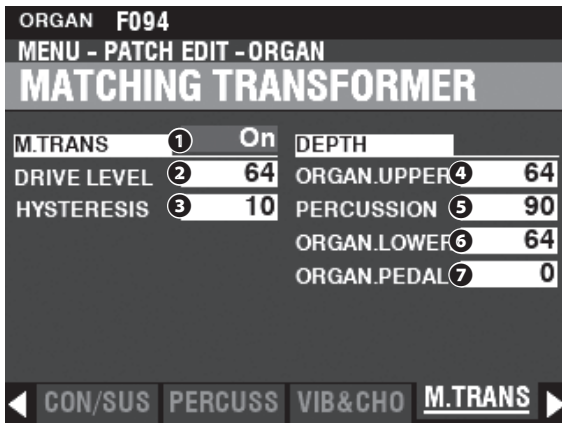 ORGAN F094
MENU - PATCH EDIT - ORGAN
MATCHING TRANSFORMER
M.TRANS 1 On
DRIVE LEVEL 2 64
HYSTERESIS 3 10
DEPTH
ORGAN.UPPER 4 64
PERCUSSION 5 90
ORGAN.LOWER 6 64
ORGAN.PEDAL 7 0
CON/SUS PERCUSS VIB&CHO M.TRANS